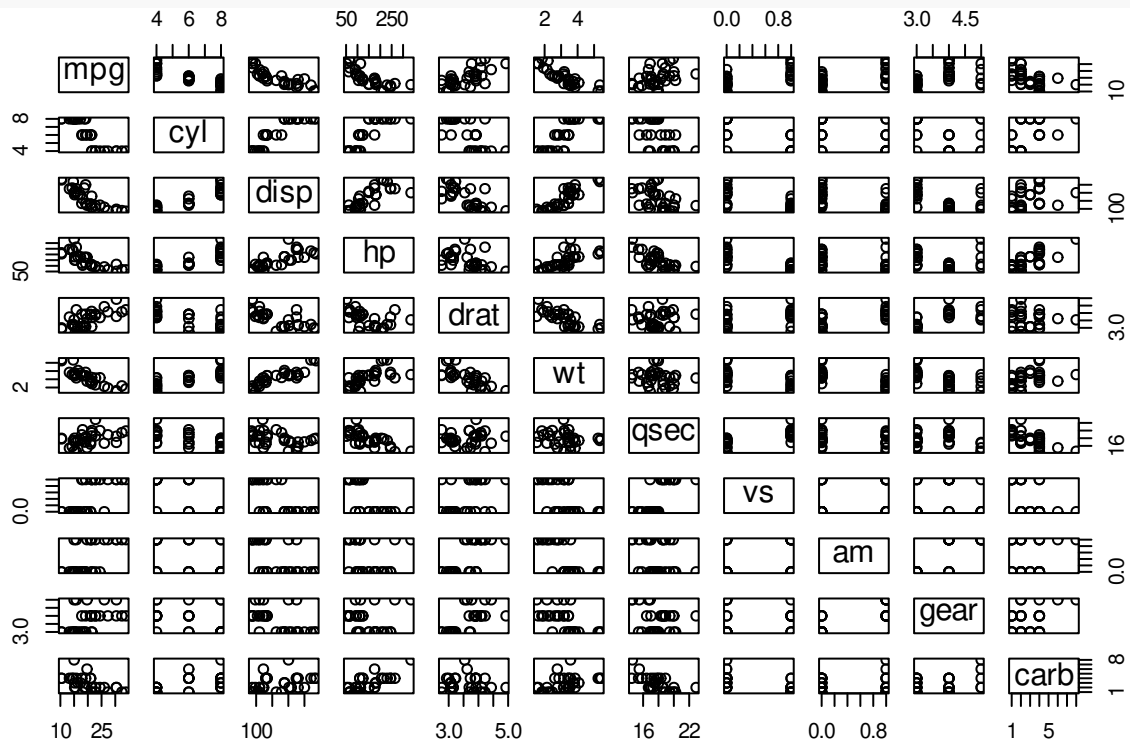 4 6 8 50 250 2 4 0.0 1.0 3.0 4.5
mpg 10
8 4 cyl
disp 100
50 hp
drat 3.0
2 wt
qsec 16
0.0 vs
am 0.0
3.0 gear
carb 8 1
10 25 100 3.0 5.0 16 22 0.0 0.8 1 5